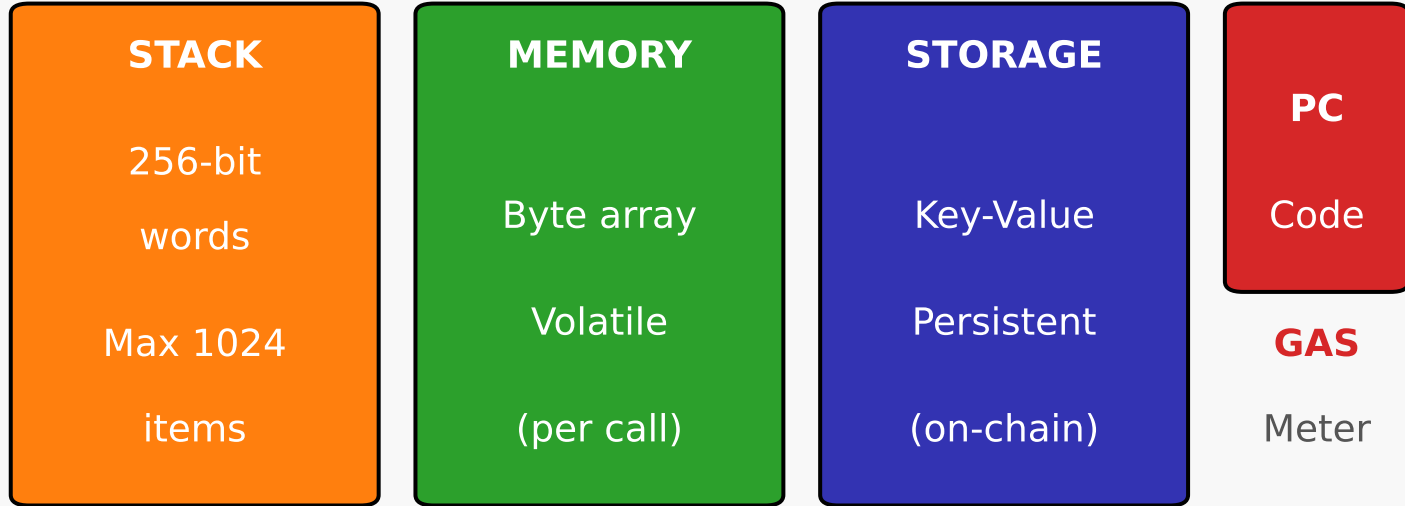 STACK
256-bit
words
Max 1024
items
MEMORY
Byte array
Volatile
(per call)
STORAGE
Key-Value
Persistent
(on-chain)
PC
Code
GAS
Meter